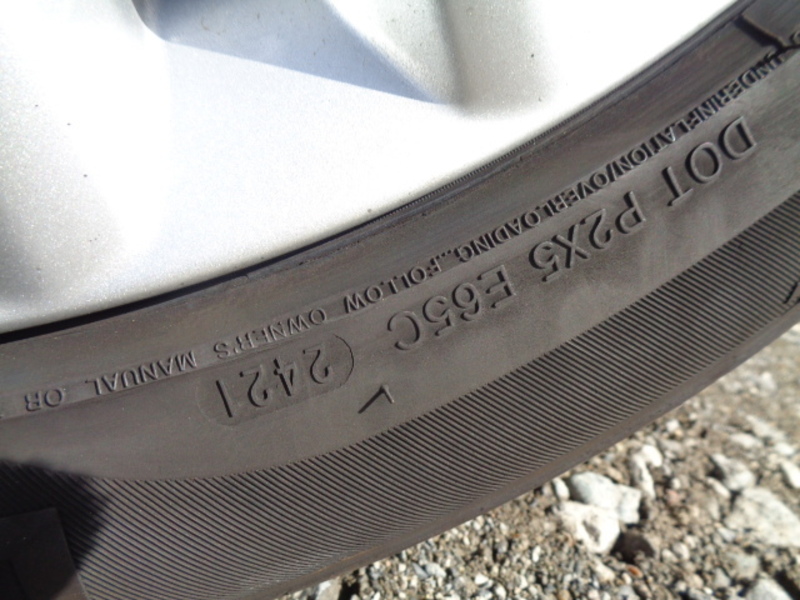 UNDERINFLATION/OVERLOADING...FOLLOW OWNER'S MANUAL OR
DOT P2X5 E65C 2421